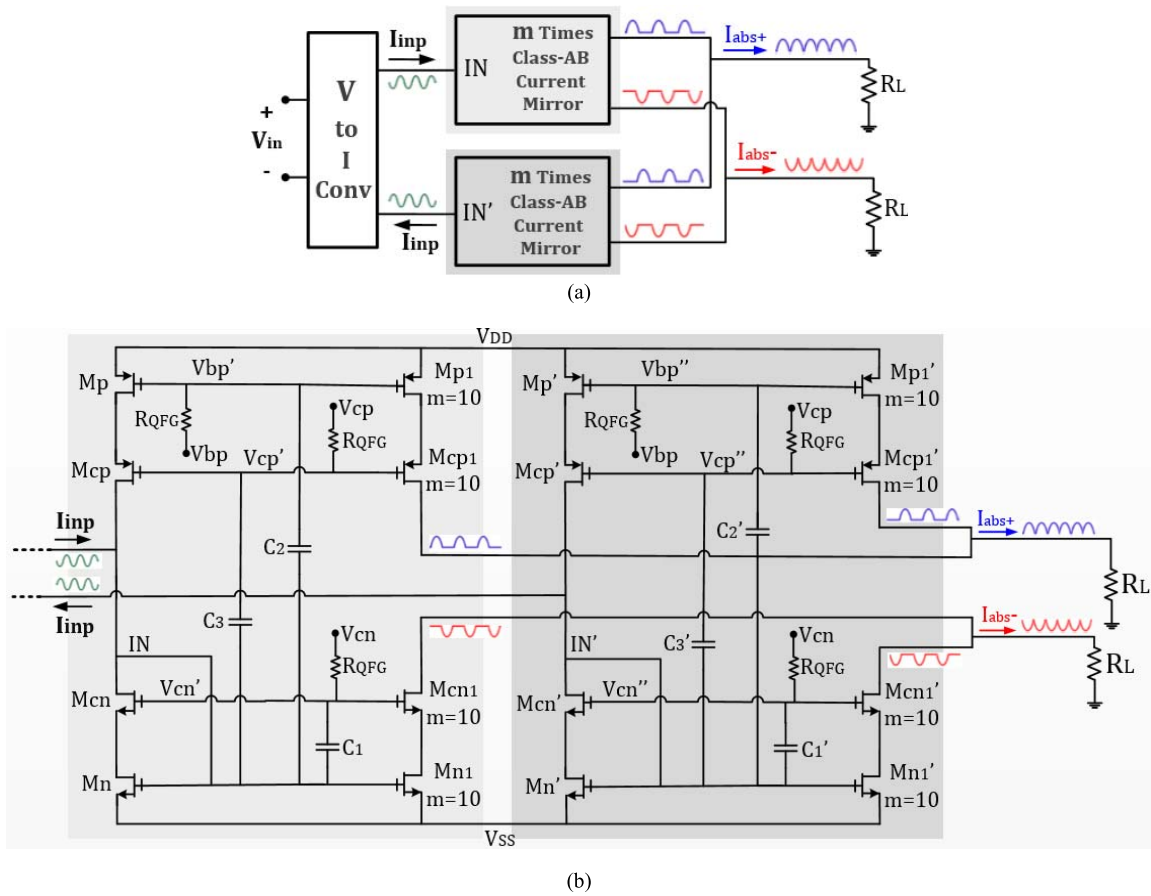 V
to
I
Conv
+
Vin
-
Iinp
IN
m Times
Class-AB
Current
Mirror
Iabs+
RL
Iabs-
RL
Iinp
IN'
m Times
Class-AB
Current
Mirror
(a)
VDD
Mp
Vbp'
Mp1
m=10
RQFG
Vbp
Vcp
RQFG
Mcp
Vcp'
Mcp1
m=10
Iinp
Iinp
C2
C3
IN
Vcn
RQFG
Mcn
Vcn'
Mcn1
m=10
C1
Mn
Mn1
m=10
Mp'
Vbp''
Mp1'
m=10
RQFG
Vbp
Vcp
RQFG
Mcp'
Vcp''
Mcp1'
m=10
C2'
Iabs+
RL
C3'
IN'
Vcn
RQFG
Iabs-
RL
Mcn'
Vcn''
Mcn1'
m=10
C1'
Mn'
Mn1'
m=10
VSS
(b)